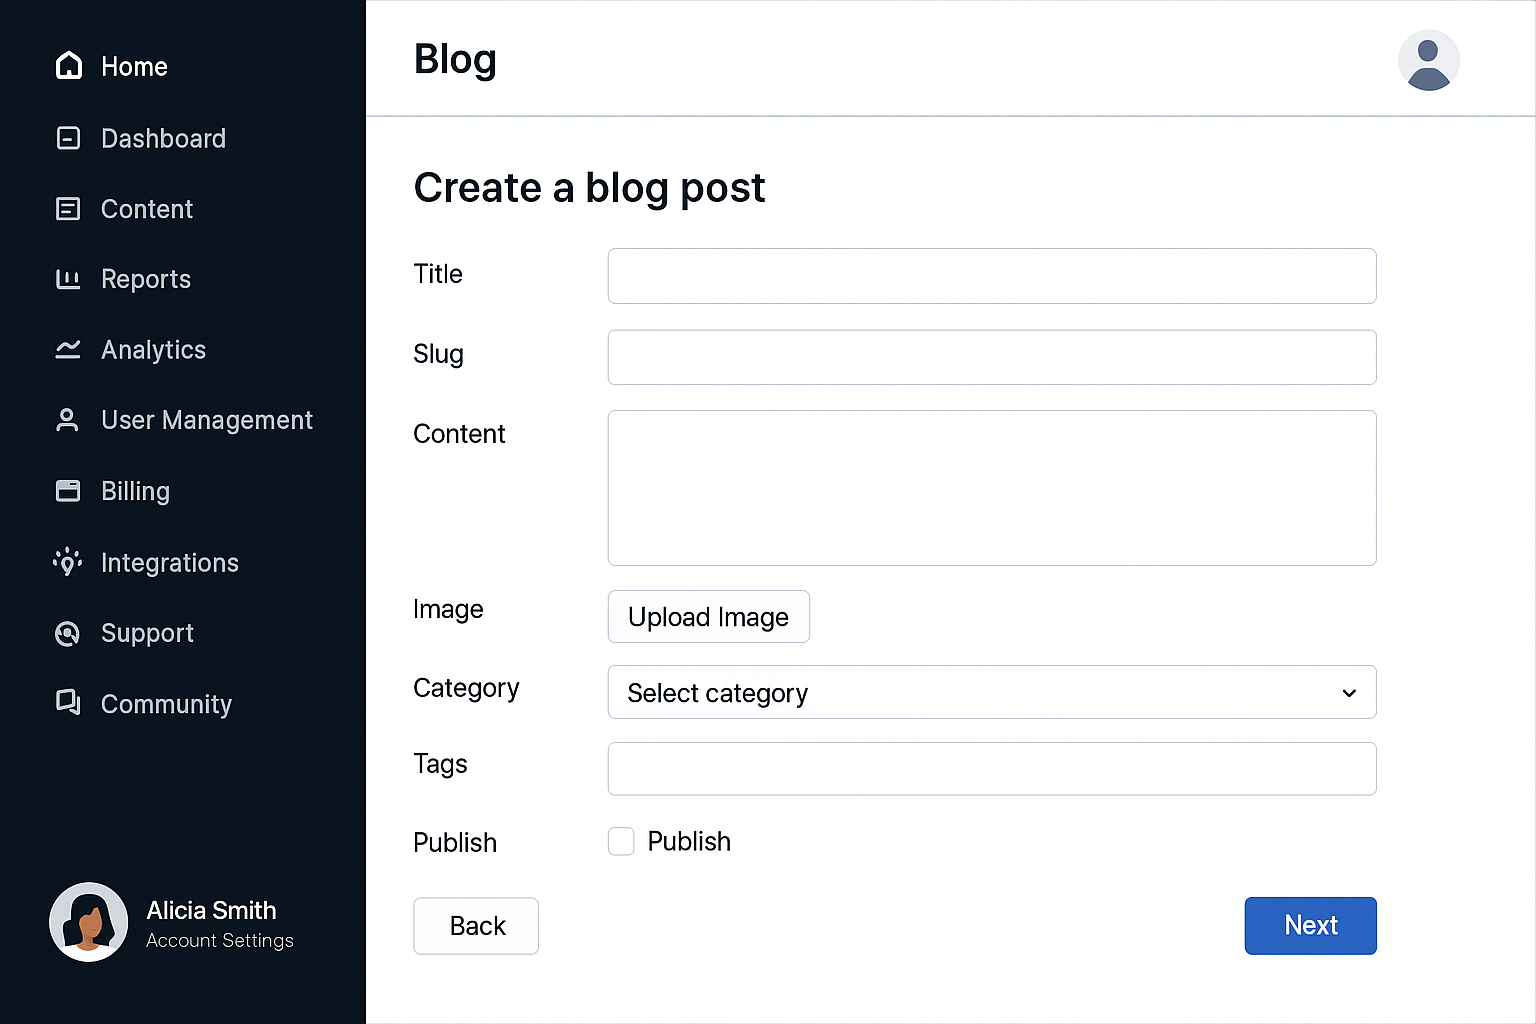 Home
Dashboard
Content
Reports
Analytics
User Management
Billing
Integrations
Support
Community
Alicia Smith
Account Settings
Blog
Create a blog post
Title
Slug
Content
Image
Upload Image
Category
Select category
Tags
Publish
Publish
Back
Next